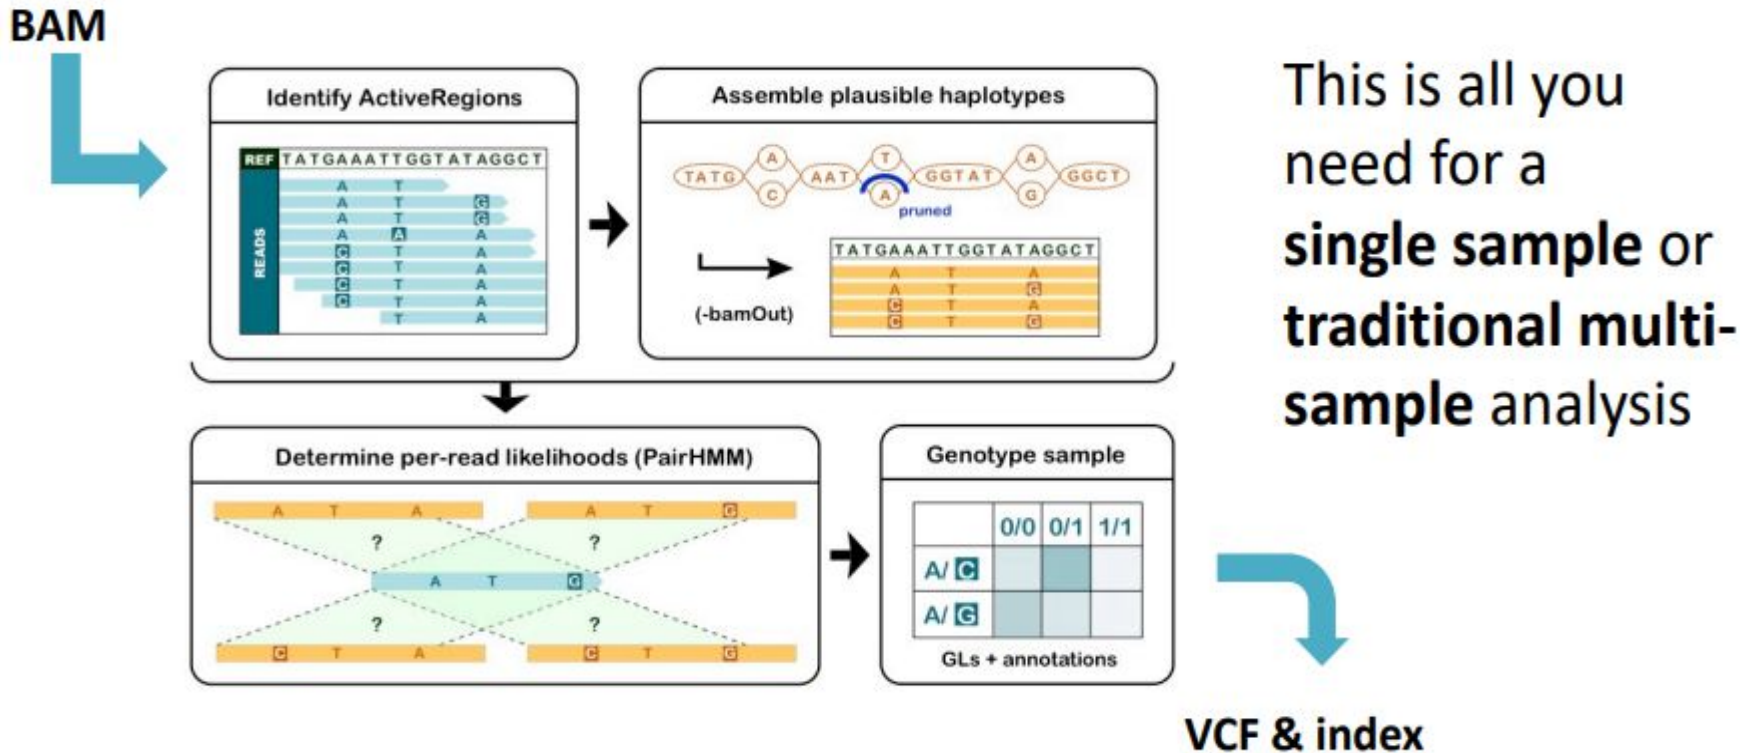 BAM
Identify ActiveRegions
REF TATGAAATTGGTATAGGCT
READS
A T
A T G
A T G
A A A
C T A
C T A
C T A
C T A
T A
Assemble plausible haplotypes
TATG A C AAT T A GGTAT A G GGCT
pruned
TATGAAATTGGTATAGGCT
(-bamOut)
A T A
A T G
C T A
C T G
This is all you
need for a
single sample or
traditional multi-
sample analysis
Determine per-read likelihoods (PairHMM)
A T A A T G
? ?
A T G
? ?
C T A C T G
Genotype sample
0/0 0/1 1/1
A/ C
A/ G
GLs + annotations
VCF & index